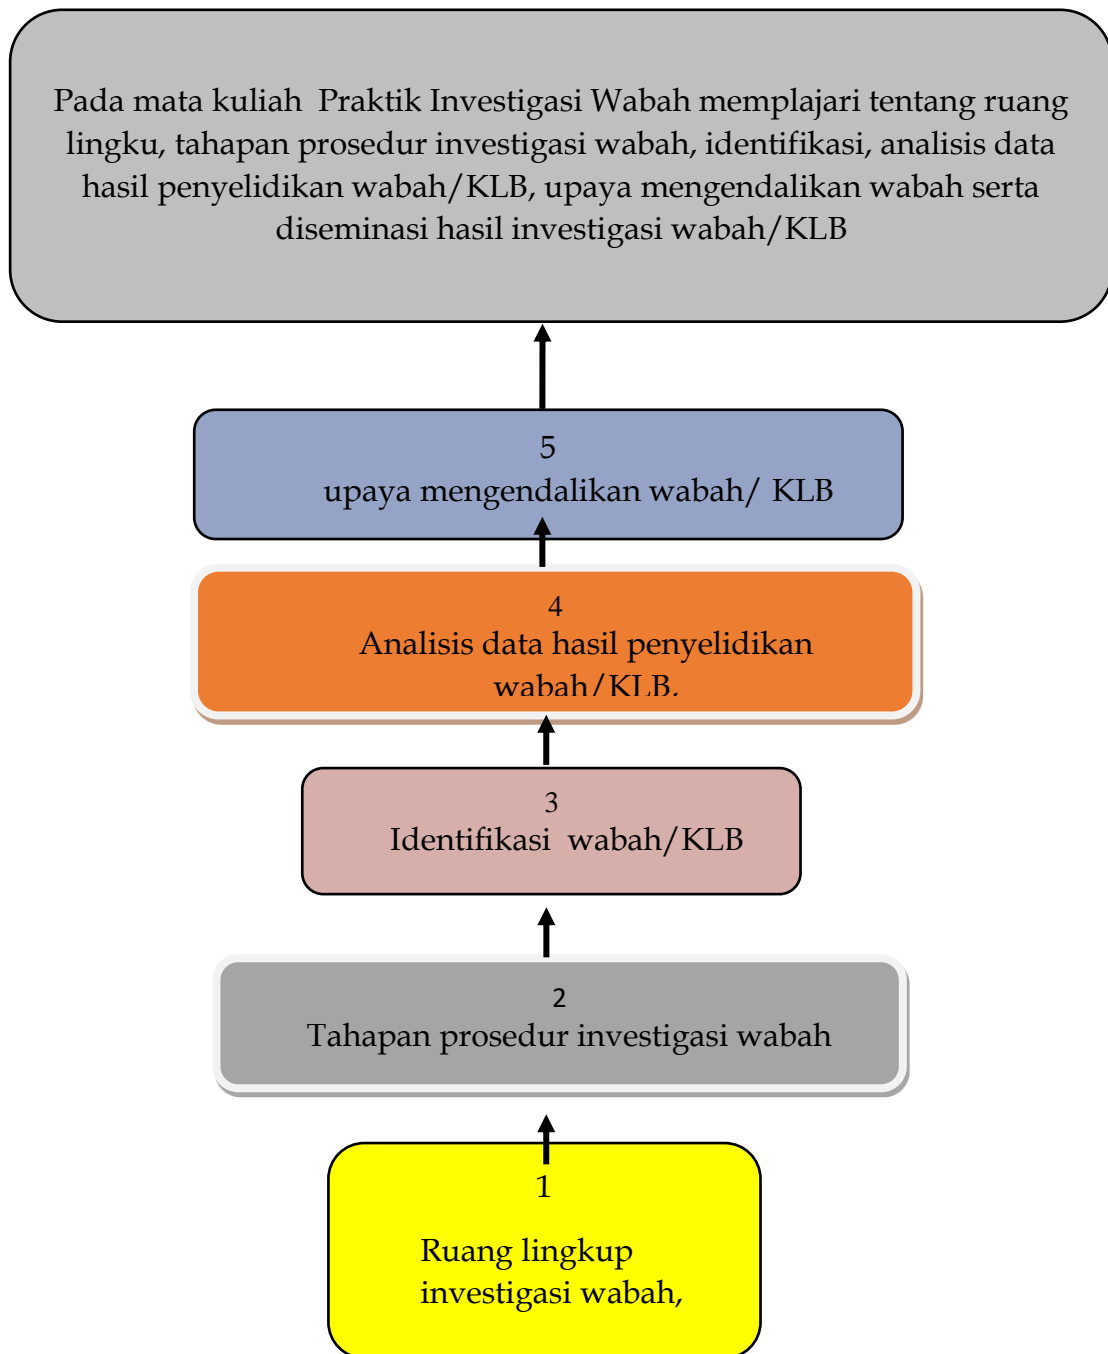 Pada mata kuliah  Praktik Investigasi Wabah memplajari tentang ruang
lingku, tahapan prosedur investigasi wabah, identifikasi, analisis data
hasil penyelidikan wabah/KLB, upaya mengendalikan wabah serta
diseminasi hasil investigasi wabah/KLB
5
upaya mengendalikan wabah/ KLB
4
Analisis data hasil penyelidikan
wabah/KLB.
3
Identifikasi  wabah/KLB
2
Tahapan prosedur investigasi wabah
1
Ruang lingkup
investigasi wabah,